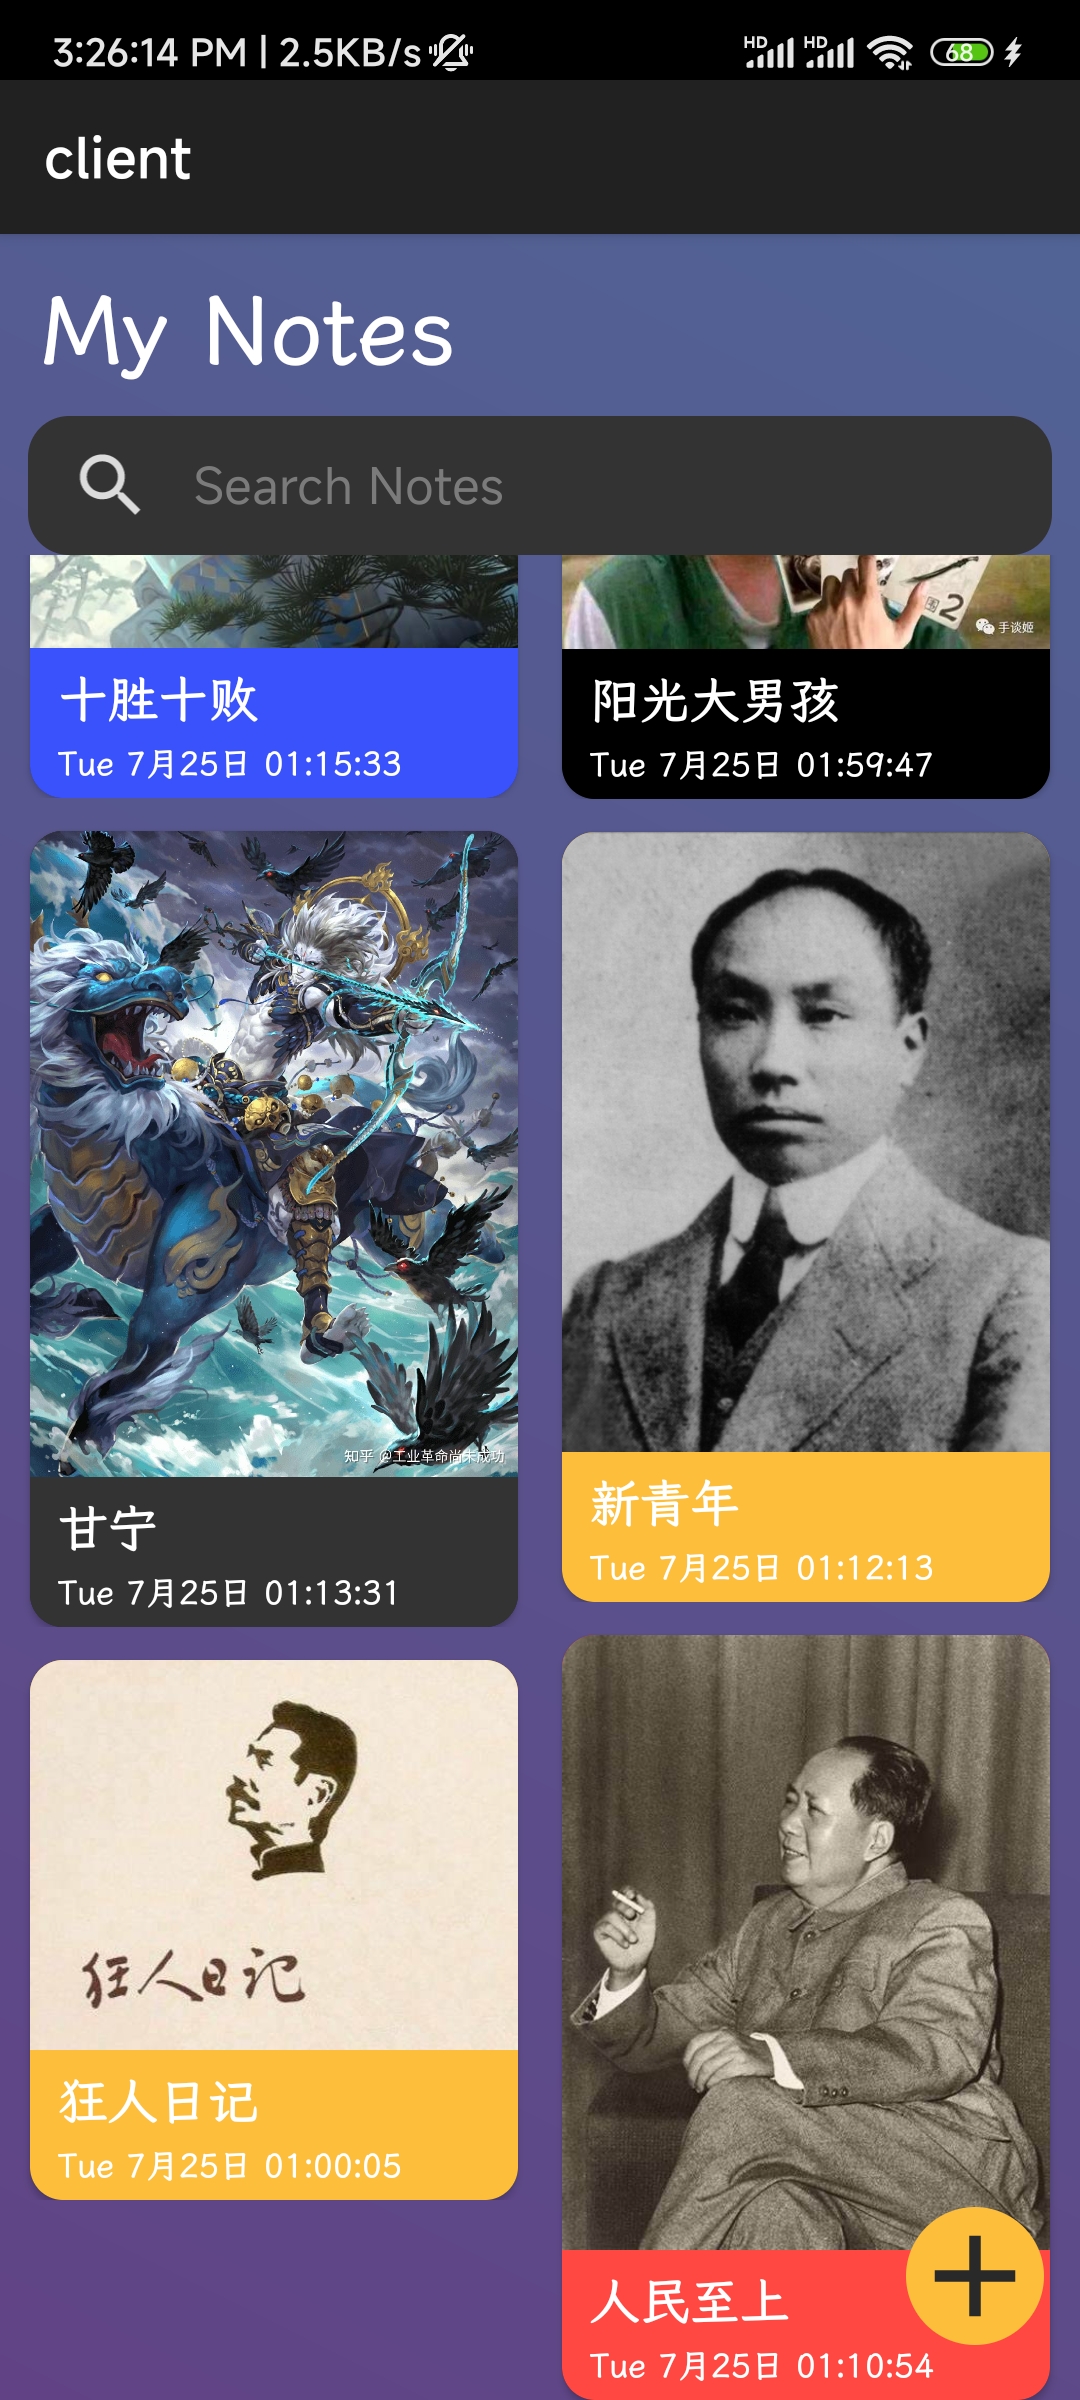 3:26:14 PM | 2.5KB/s
HD HD 68
client
My Notes
Search Notes
2
手谈姬
十胜十败
Tue 7月25日 01:15:33
阳光大男孩
Tue 7月25日 01:59:47
知乎 @工业革命尚未成功
甘宁
Tue 7月25日 01:13:31
新青年
Tue 7月25日 01:12:13
狂人日记
狂人日记
Tue 7月25日 01:00:05
人民至上
Tue 7月25日 01:10:54